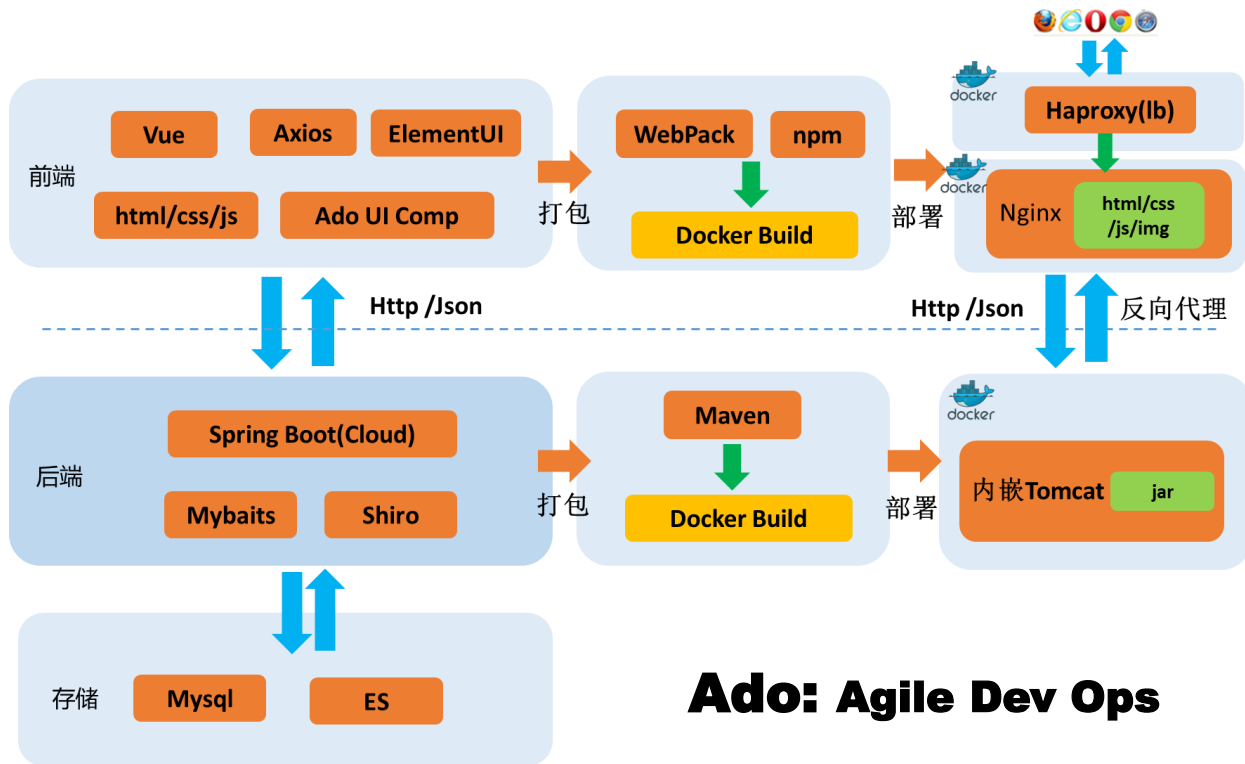 前端
Vue
Axios
ElementUI
html/css/js
Ado UI Comp
打包
WebPack
npm
Docker Build
部署
docker
Haproxy(lb)
docker
Nginx
html/css
/js/img
Http /Json
Http /Json
反向代理
后端
Spring Boot(Cloud)
Mybaits
Shiro
打包
Maven
Docker Build
部署
docker
内嵌Tomcat
jar
存储
Mysql
ES
Ado: Agile Dev Ops